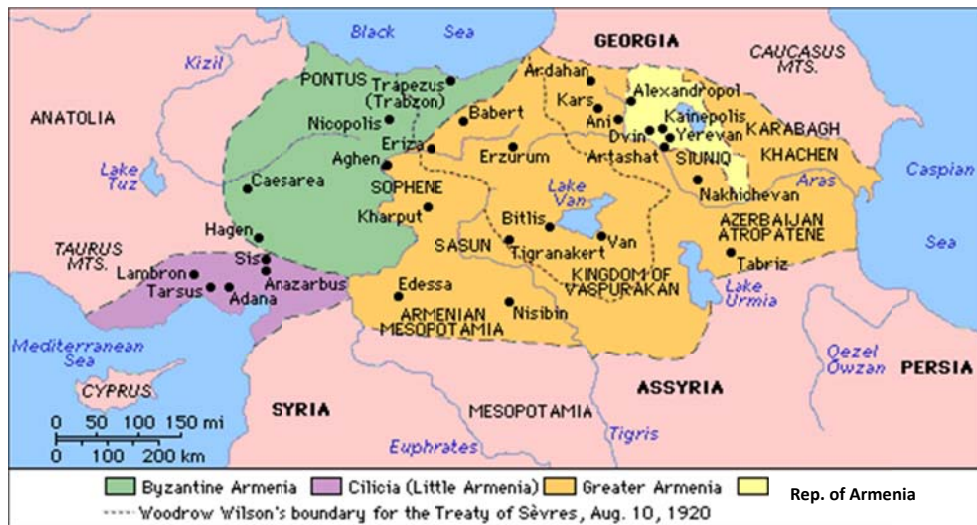 Black Sea
GEORGIA
CAUCASUS
MTS.
Kizil
PONTUS
Trapezus
(Trabzon)
Ardahan
Alexandropol
ANATOLIA
Kars
Babert
Nicopolis
Ani
Kainepolis
Dvin
Yerevan
KARABAGH
Eriza
Erzurum
Artashat
SIUNIQ
KHACHEN
Aghen
Lake
Tuz
Caesarea
SOPHENE
Lake
Van
Aras
Caspian
Sea
Nakhichevan
Kharput
Bitlis
AZERBAIJAN
ATROPATENE
Hagen
SASUN
Tigranakert
Van
TAURUS
MTS.
Sis
Tabriz
Lambron
Anazarbus
KINGDOM OF
VASPURAKAN
Tarsus
Adana
Edessa
Nisibin
Lake
Urmia
ARMENIAN
MESOPOTAMIA
Mediterranean
Sea
Qezel
Owzan
PERSIA
CYPRUS
ASSYRIA
SYRIA
MESOPOTAMIA
0 50 100 150 mi
0 100 200 km
Euphrates
Tigris
Byzantine Armenia Cilicia (Little Armenia) Greater Armenia Rep. of Armenia
Woodrow Wilson's boundary for the Treaty of Sèvres, Aug. 10, 1920